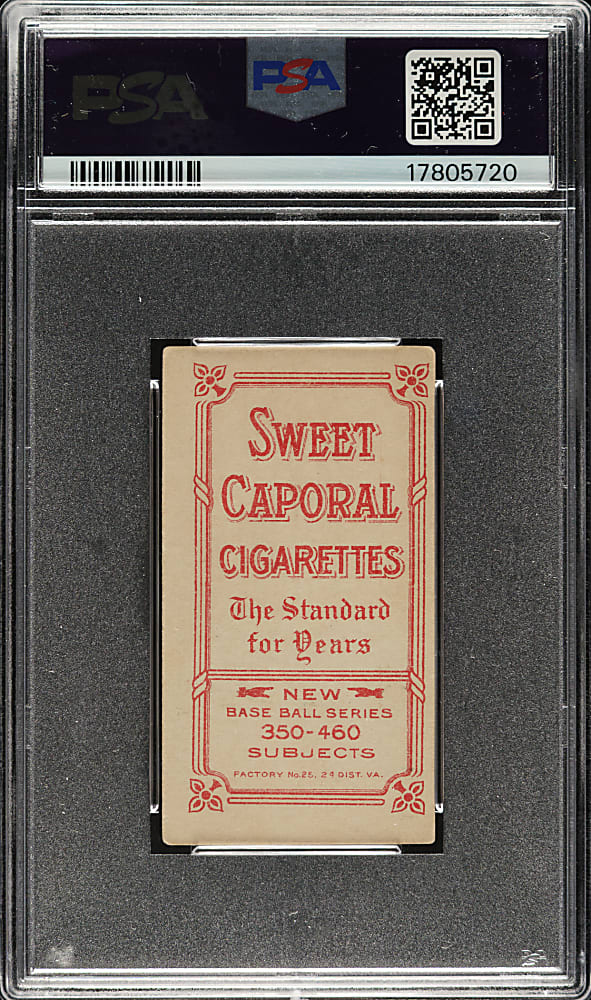 PSA
PSA
17805720
SWEET
CAPORAL
CIGARETTES
The Standard
for Years
NEW
BASE BALL SERIES
350-460
SUBJECTS
FACTORY No. 25, 2d DIST. VA.